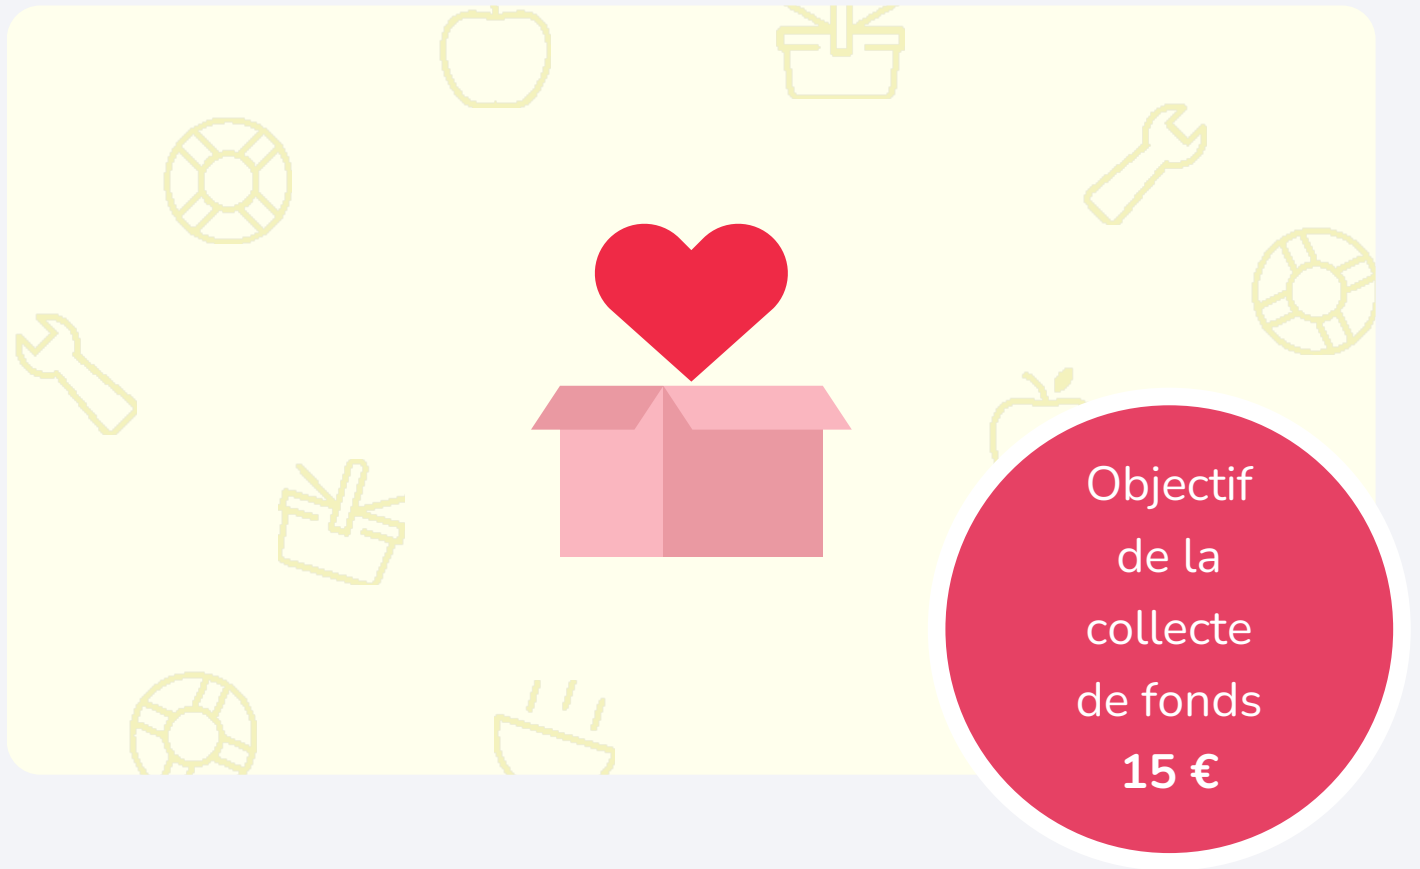 Objectif
de la
collecte
de fonds
15 €